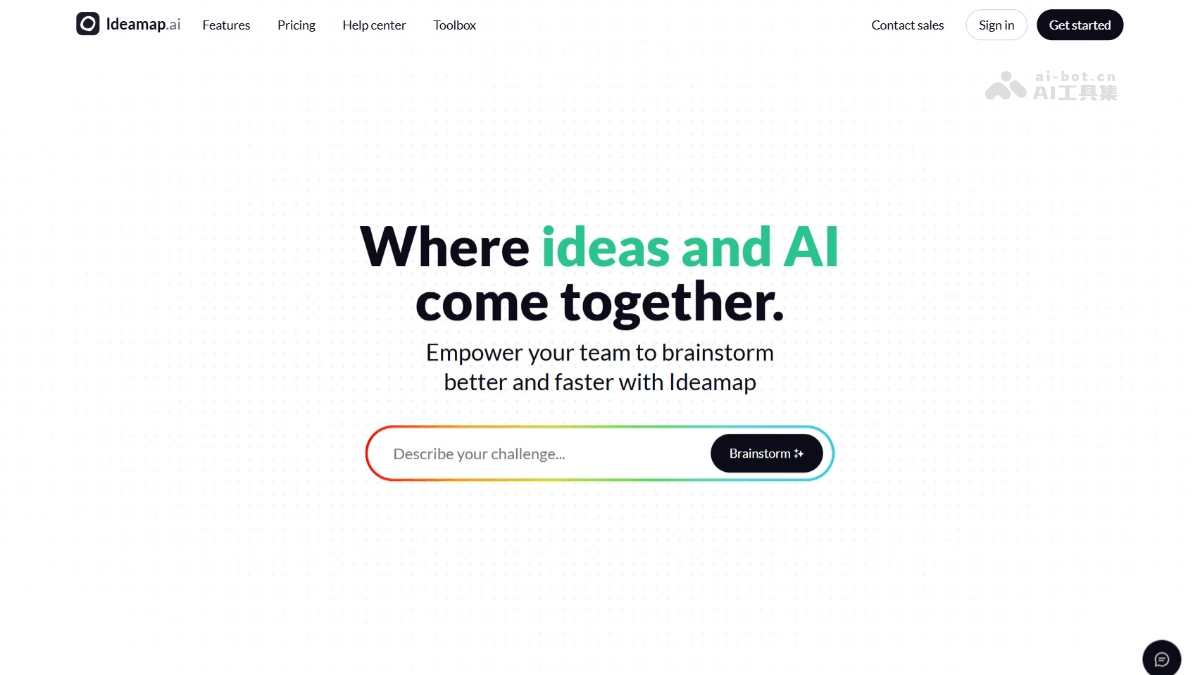 Ideamap.ai Features Pricing Help center Toolbox Contact sales Sign in Get started
ai-bot.cn
AI工具集
Where ideas and AI
come together.
Empower your team to brainstorm
better and faster with Ideamap
Describe your challenge... Brainstorm